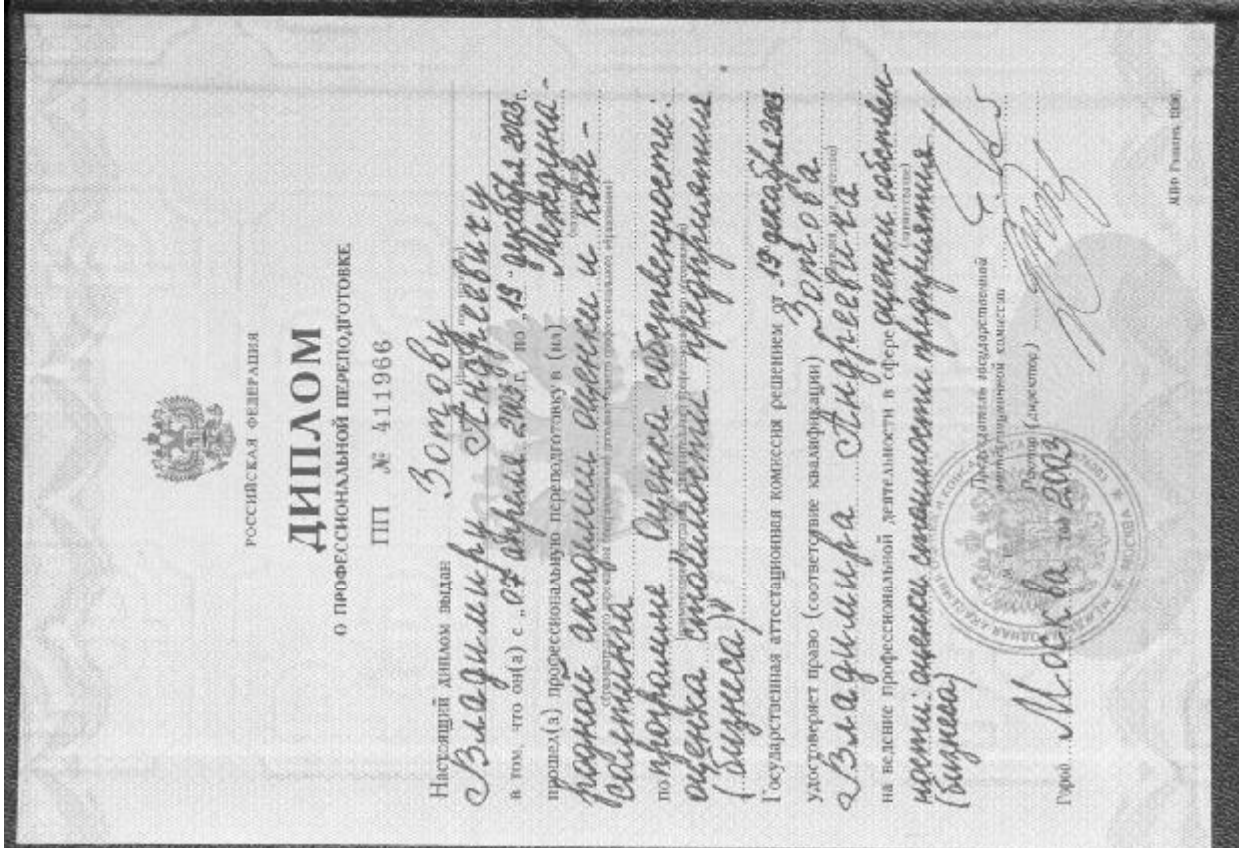 РОССИЙСКАЯ ФЕДЕРАЦИЯ
ДИПЛОМ
О ПРОФЕССИОНАЛЬНОЙ ПЕРЕПОДГОТОВКЕ
ПП № 411966
Настоящий диплом выдан Зотову
Владимиру Андреевичу
в том, что он(а) с „07" апреля 2003 г. по „19" декабря 2003 г.
прошел(а) профессиональную переподготовку в (на) Междуна-
родной академии оценки и кон-
салтинга
по программе Оценка собственности:
оценка стоимости предприятия
(бизнеса)
Государственная аттестационная комиссия решением от „19" декабря 2003
удостоверяет право (соответствие квалификации) Зотова
Владимира Андреевича
на ведение профессиональной деятельности в сфере оценки собствен-
ности: оценки стоимости предприятия
(бизнеса)
Председатель государственной
аттестационной комиссии
Ректор (директор)
Город Москва год 2003
МОСКВА